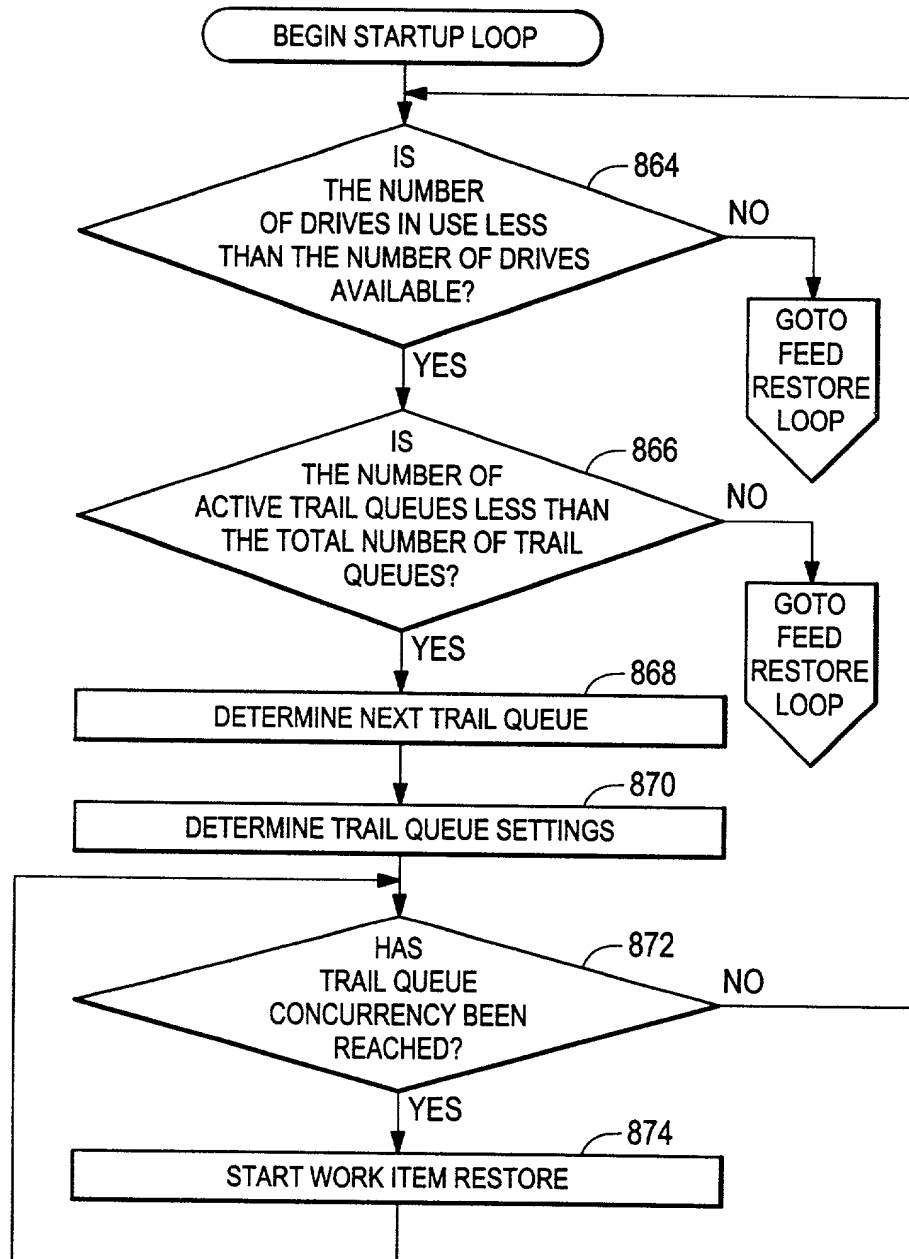 BEGIN STARTUP LOOP
IS
THE NUMBER
OF DRIVES IN USE LESS
THAN THE NUMBER OF DRIVES
AVAILABLE?
864
NO
GOTO
FEED
RESTORE
LOOP
YES
IS
THE NUMBER OF
ACTIVE TRAIL QUEUES LESS THAN
THE TOTAL NUMBER OF TRAIL
QUEUES?
866
NO
GOTO
FEED
RESTORE
LOOP
YES
868
DETERMINE NEXT TRAIL QUEUE
870
DETERMINE TRAIL QUEUE SETTINGS
HAS
TRAIL QUEUE
CONCURRENCY BEEN
REACHED?
872
NO
YES
874
START WORK ITEM RESTORE